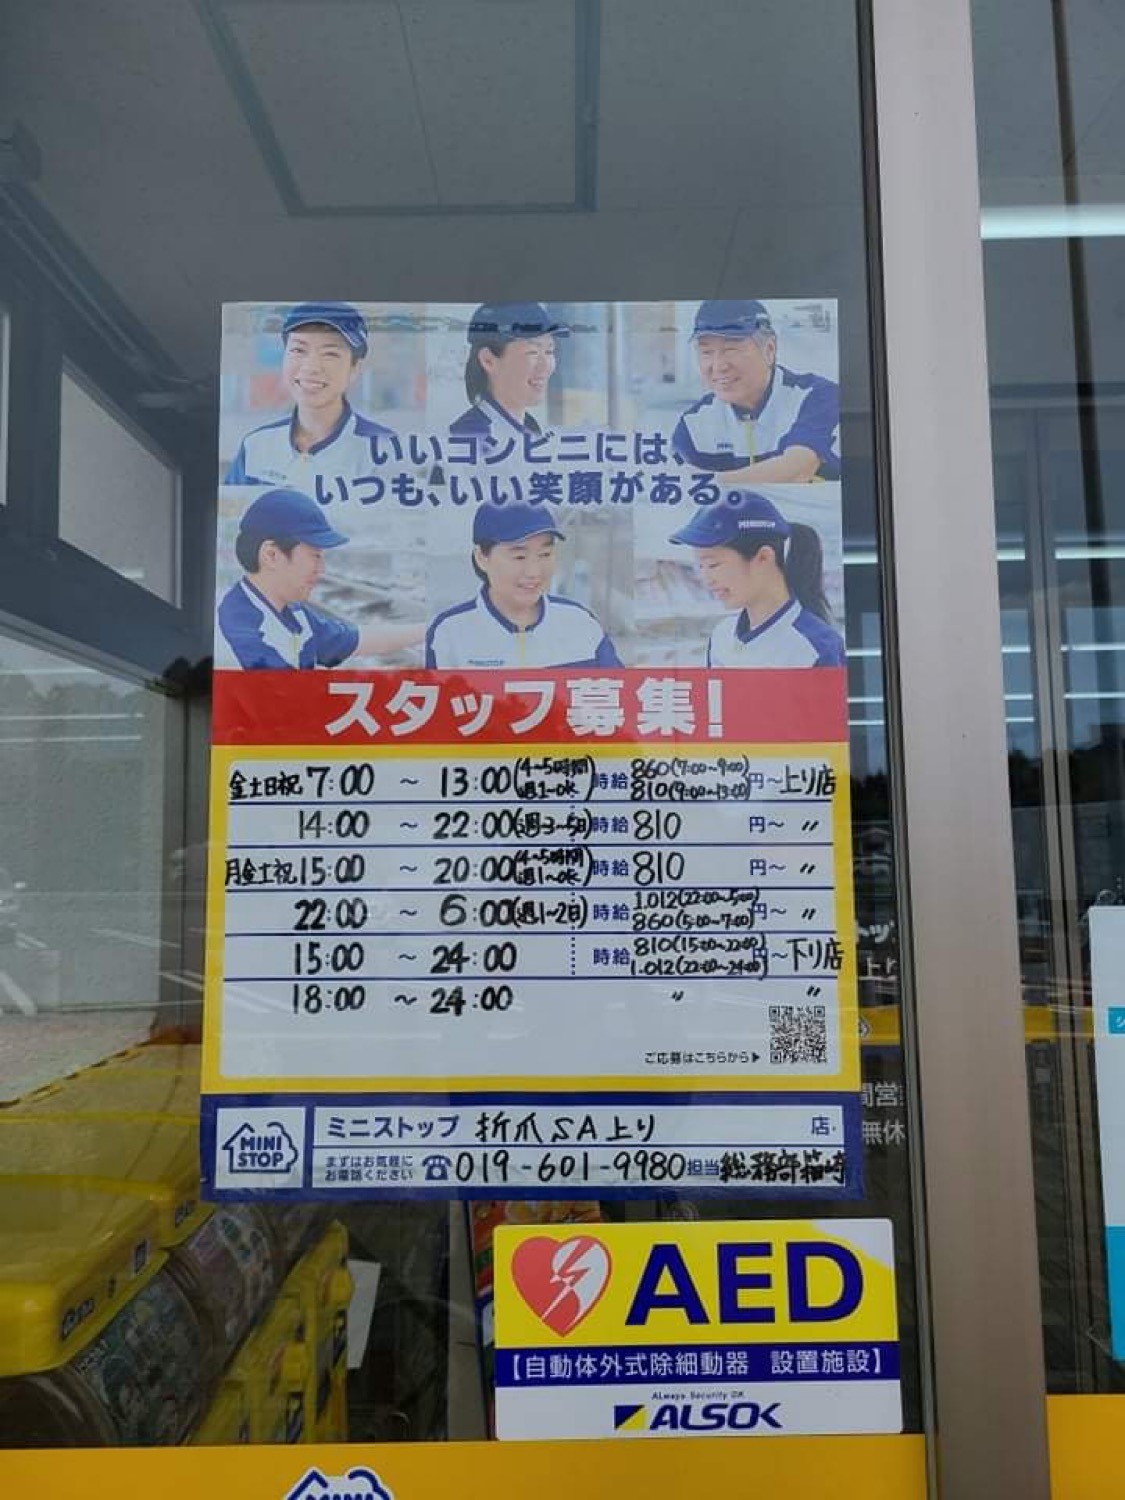 いいコンビニには、
いつも、いい笑顔がある。
スタッフ募集!
金土日祝 7:00 ~ 13:00(4~5時間 週1~OK) 時給 860(7:00~9:00) 810(9:00~13:00) 円~ 上り店
14:00 ~ 22:00(週3~5日) 時給 810 円~ 〃
月金土祝 15:00 ~ 20:00(4~5時間 週1~OK) 時給 810 円~ 〃
22:00 ~ 6:00(週1~2日) 時給 1.012(22:00~5:00) 860(5:00~7:00) 円~ 〃
15:00 ~ 24:00 時給 810(15:00~22:00) 1.012(22:00~24:00) 円~ 下り店
18:00 ~ 24:00 〃 〃
ご応募はこちらから▶
MINI
STOP
ミニストップ 折爪SA上り 店
まずはお気軽に
お電話ください ☎019-601-9980 担当 総務部箱崎
AED
【自動体外式除細動器 設置施設】
ALways Security OK
ALSOK